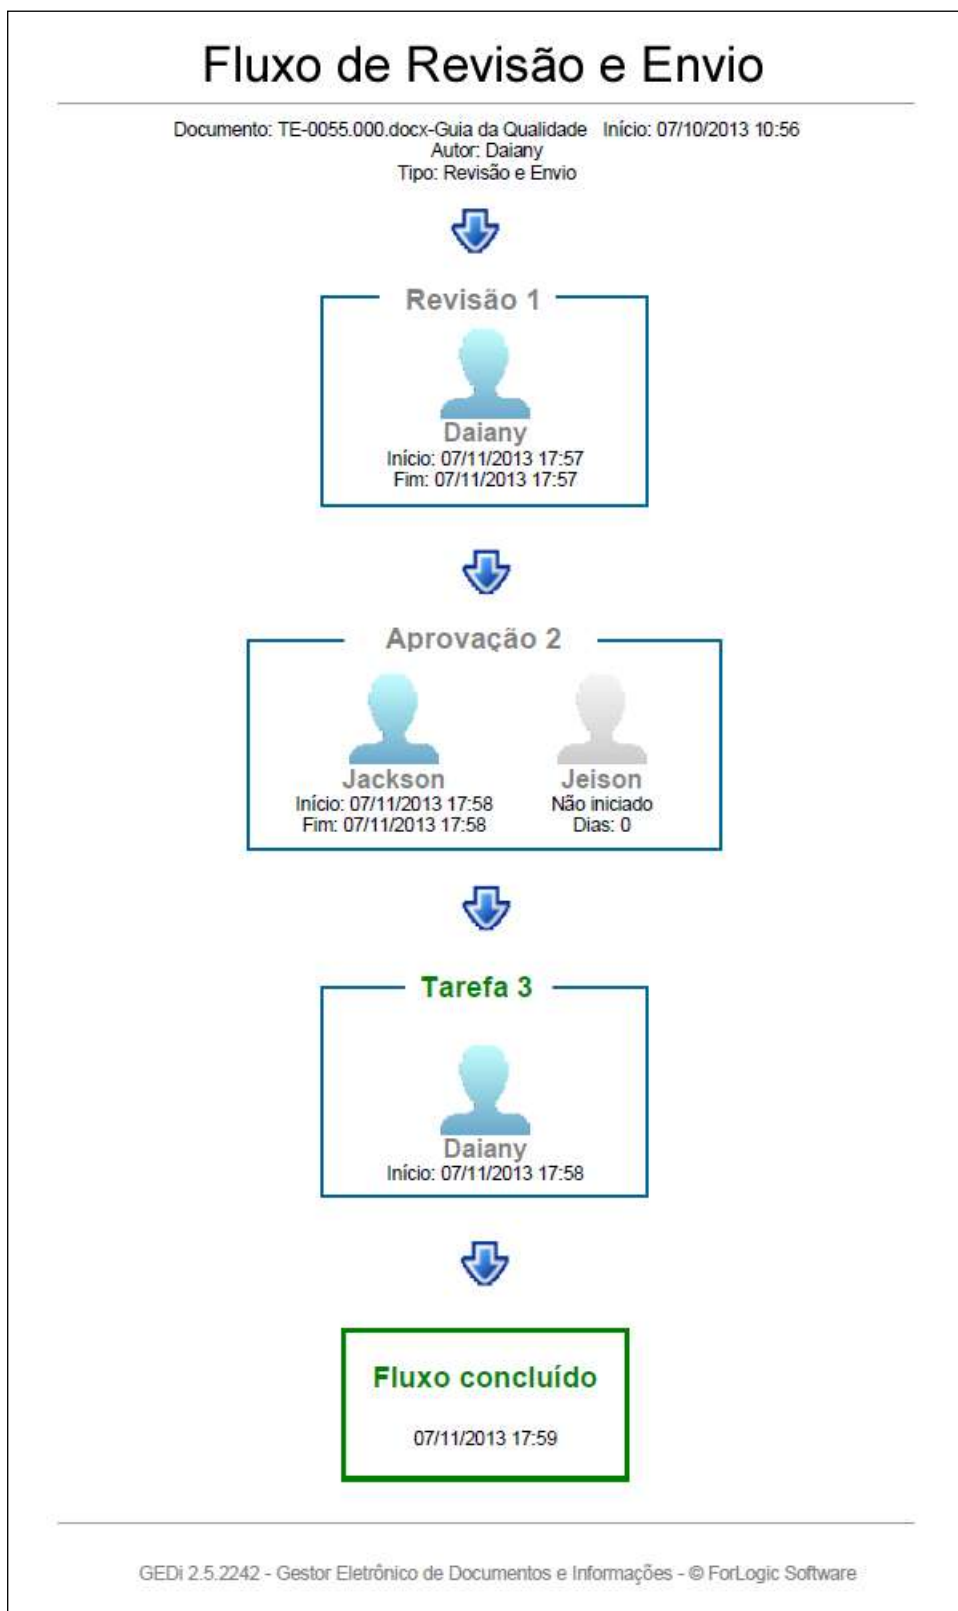 Fluxo de Revisão e Envio
Documento: TE-0055.000.docx-Guia da Qualidade Início: 07/10/2013 10:56
Autor: Daiany
Tipo: Revisão e Envio
Revisão 1
Daiany
Início: 07/11/2013 17:57
Fim: 07/11/2013 17:57
Aprovação 2
Jackson Jeison
Início: 07/11/2013 17:58 Não iniciado
Fim: 07/11/2013 17:58 Dias: 0
Tarefa 3
Daiany
Início: 07/11/2013 17:58
Fluxo concluído
07/11/2013 17:59
GEDi 2.5.2242 - Gestor Eletrônico de Documentos e Informações - © ForLogic Software